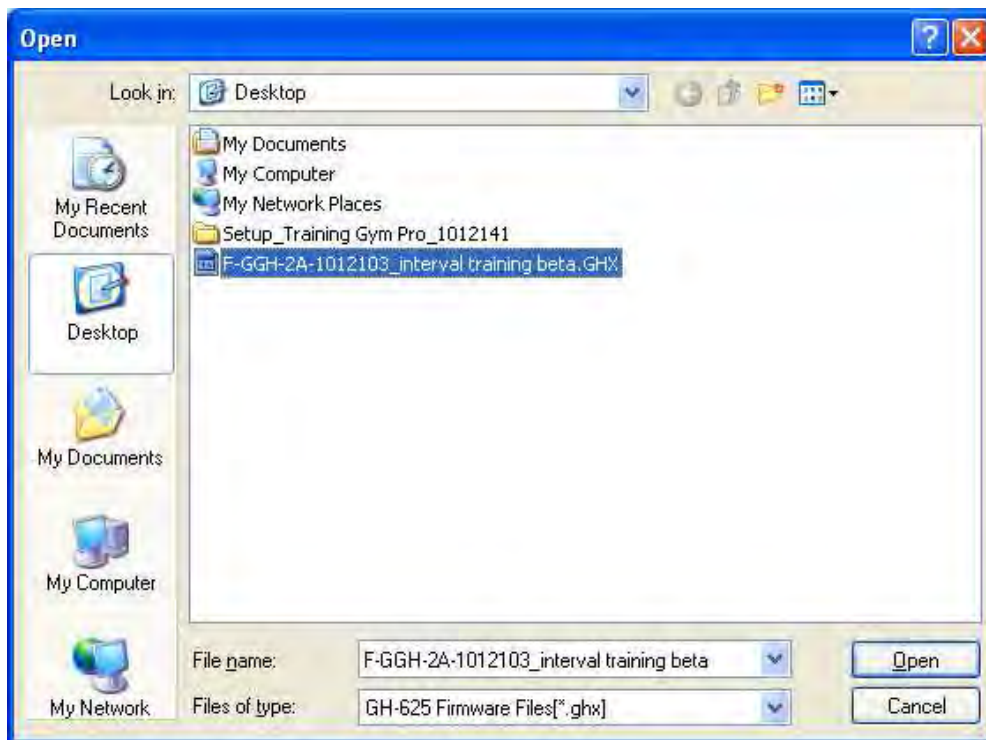 Open
Look in:
Desktop
My Documents
My Computer
My Network Places
Setup_Training Gym Pro_1012141
F-GGH-2A-1012103_interval training beta.GHX
My Recent
Documents
Desktop
My Documents
My Computer
My Network
File name:
F-GGH-2A-1012103_interval training beta
Open
Files of type:
GH-625 Firmware Files[*.ghx]
Cancel